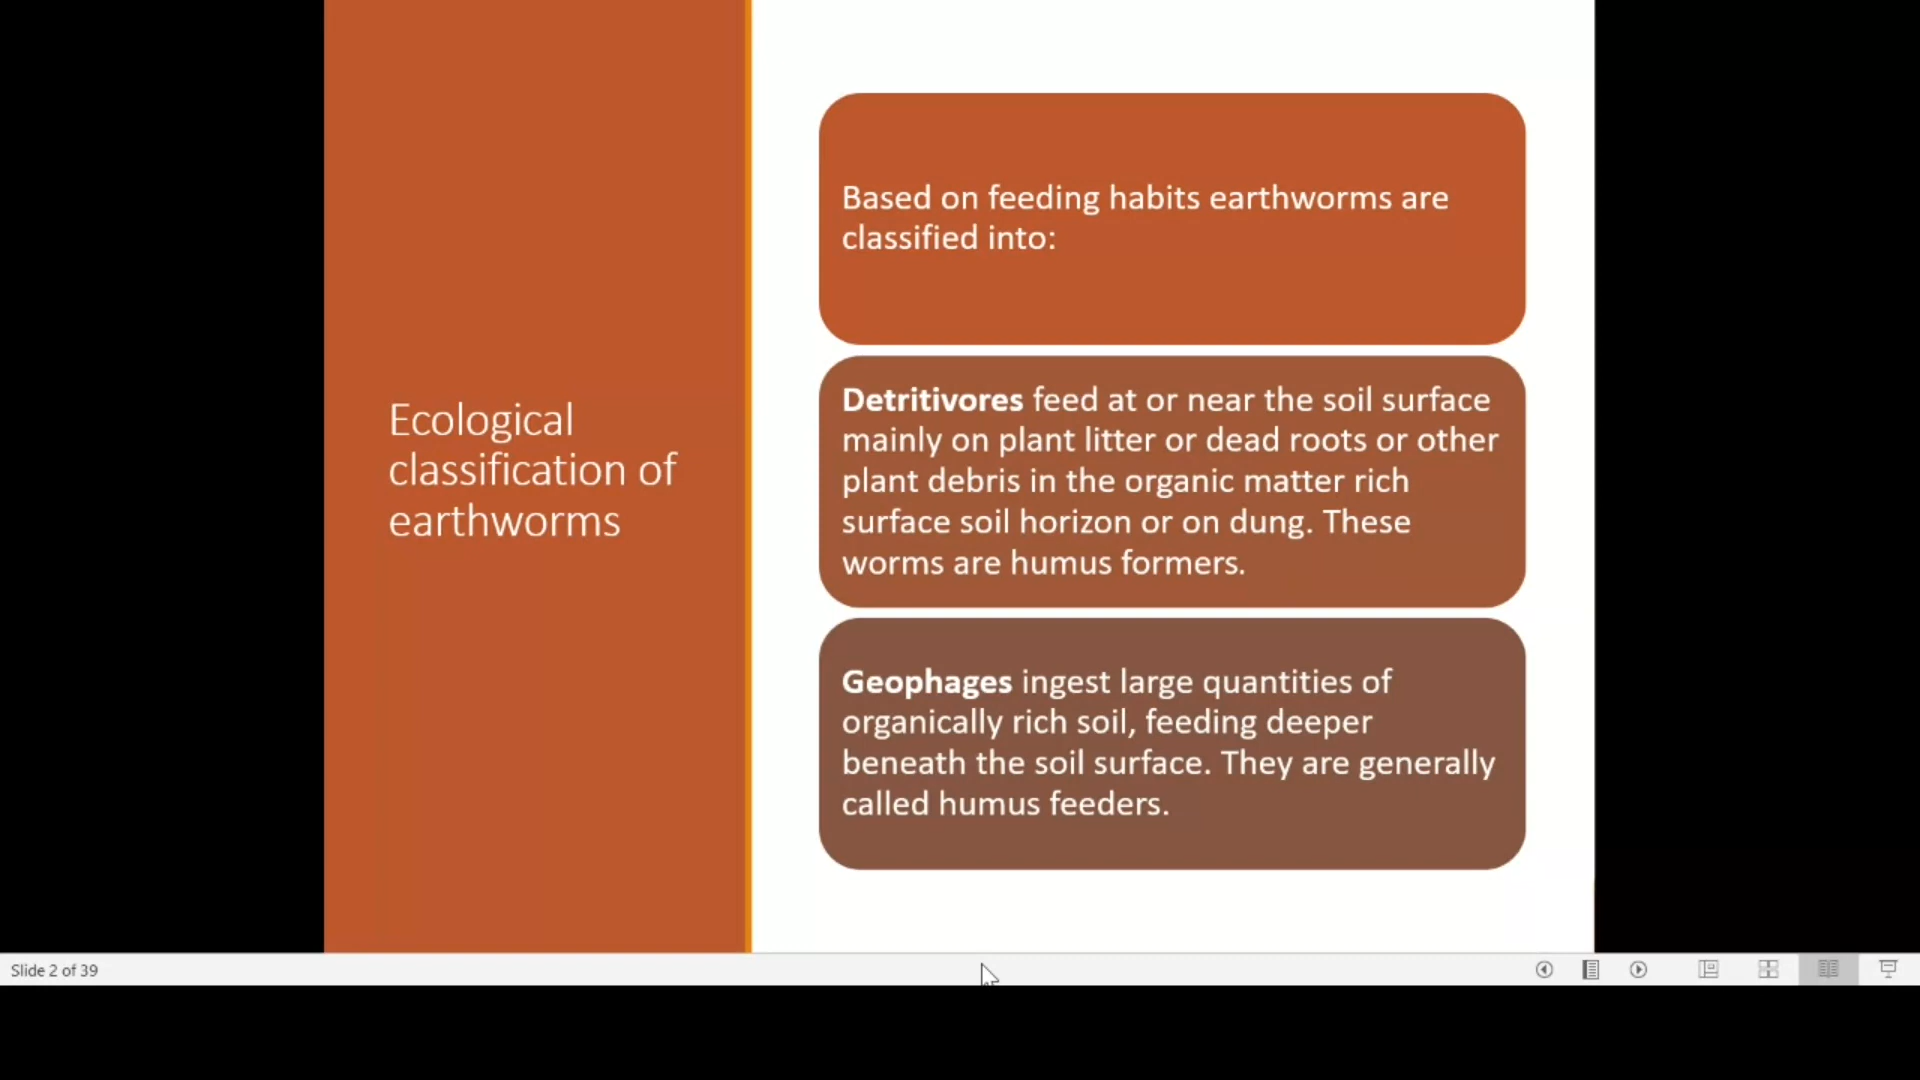 Ecological
classification of
earthworms
Based on feeding habits earthworms are
classified into:
Detritivores feed at or near the soil surface
mainly on plant litter or dead roots or other
plant debris in the organic matter rich
surface soil horizon or on dung. These
worms are humus formers.
Geophages ingest large quantities of
organically rich soil, feeding deeper
beneath the soil surface. They are generally
called humus feeders.
Slide 2 of 39